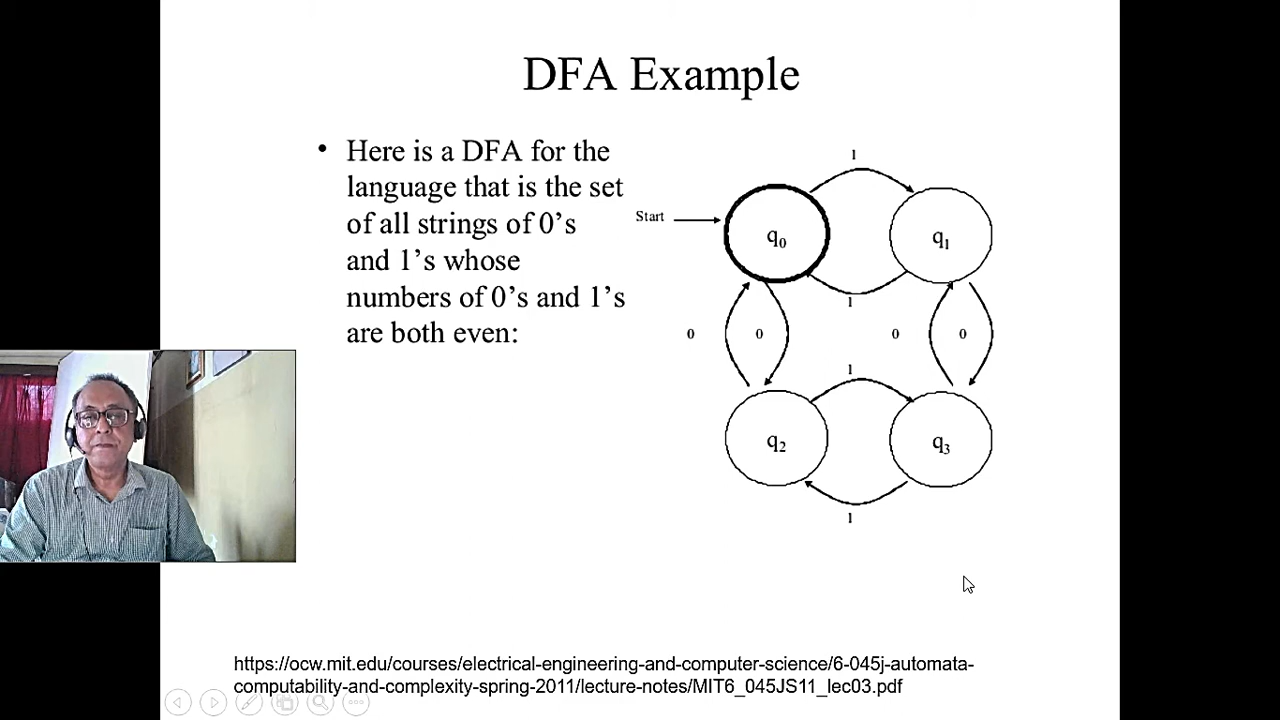 DFA Example
• Here is a DFA for the
language that is the set
of all strings of 0's
and 1's whose
numbers of 0's and 1's
are both even:
1
Start
q0
q1
1
0
0
0
0
1
q2
q3
1
https://ocw.mit.edu/courses/electrical-engineering-and-computer-science/6-045j-automata-
computability-and-complexity-spring-2011/lecture-notes/MIT6_045JS11_lec03.pdf